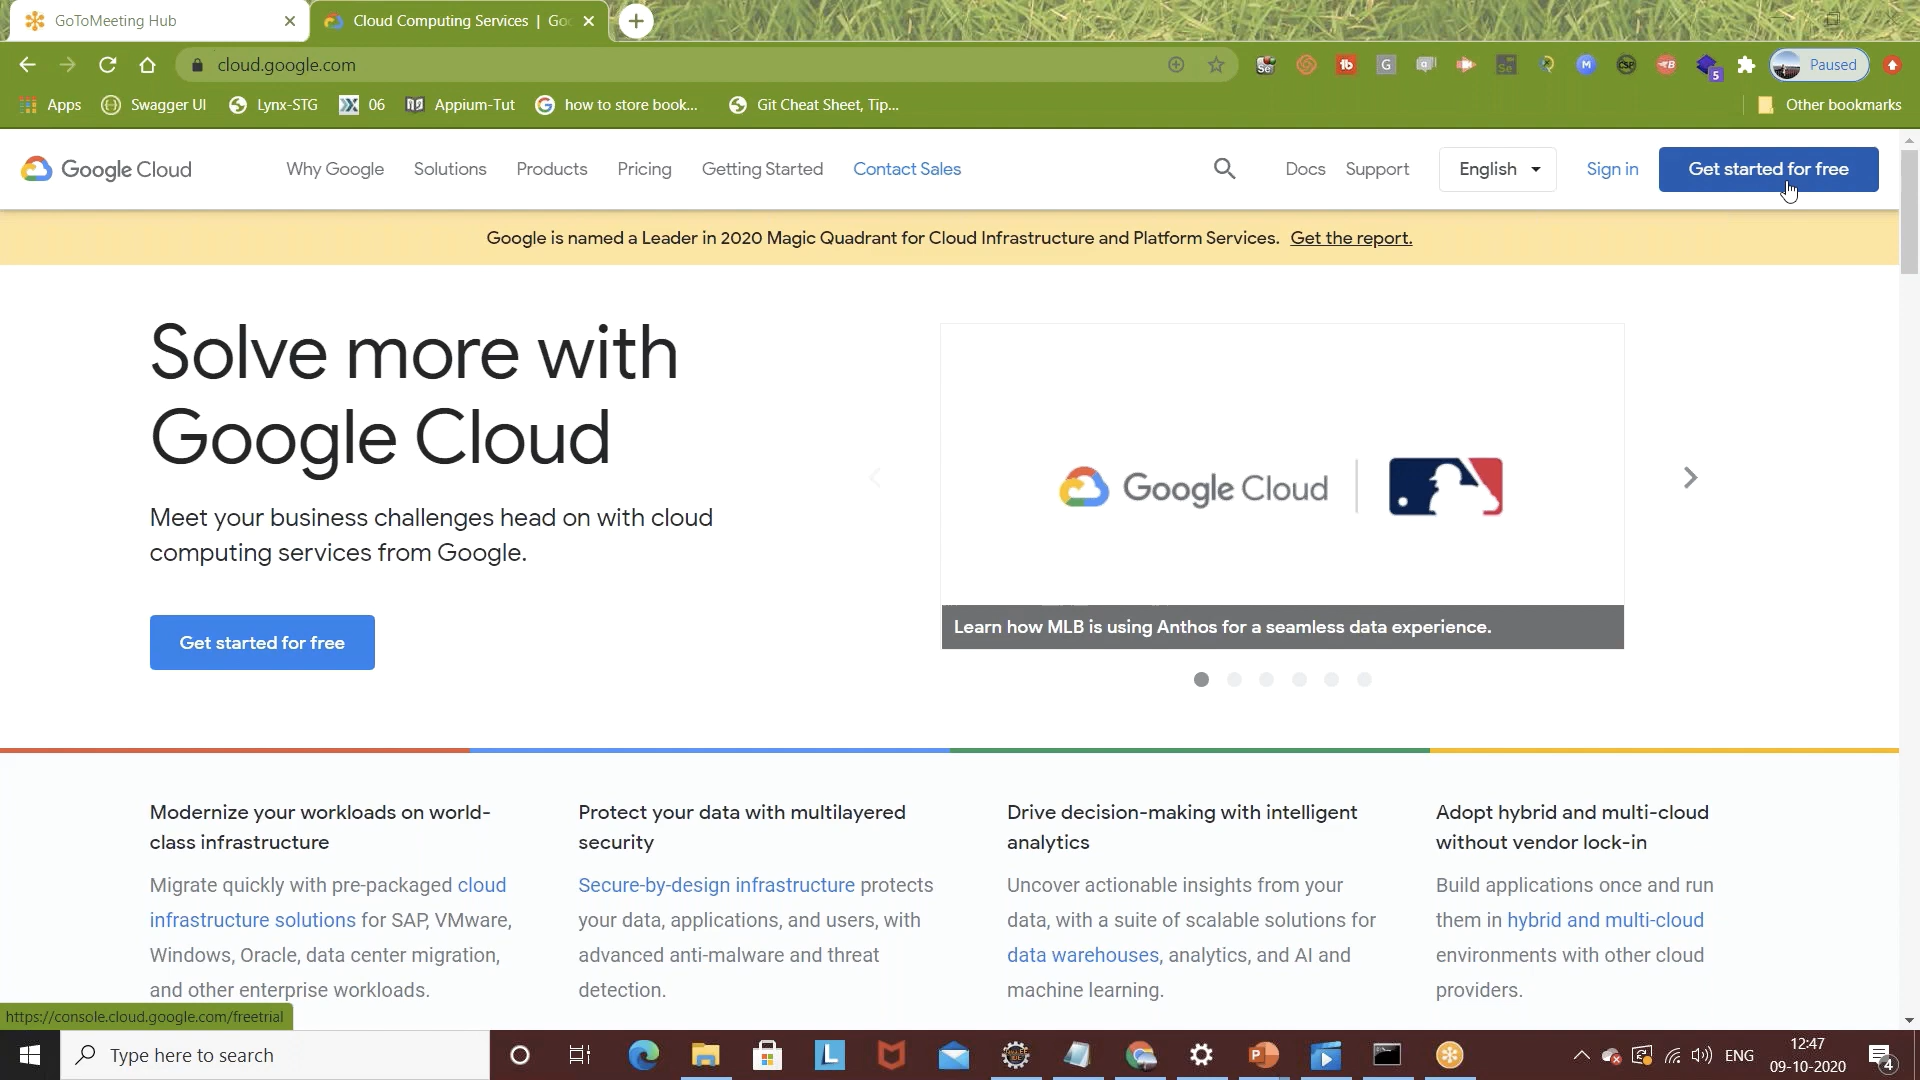 GoToMeeting Hub
Cloud Computing Services | Goo
cloud.google.com
Paused
Apps
Swagger UI
Lynx-STG
06
Appium-Tut
how to store book...
Git Cheat Sheet, Tip...
Other bookmarks
Google Cloud
Why Google
Solutions
Products
Pricing
Getting Started
Contact Sales
Docs
Support
English
Sign in
Get started for free
Google is named a Leader in 2020 Magic Quadrant for Cloud Infrastructure and Platform Services. Get the report.
Solve more with
Google Cloud
Meet your business challenges head on with cloud
computing services from Google.
Get started for free
Google Cloud
Learn how MLB is using Anthos for a seamless data experience.
Modernize your workloads on world-
class infrastructure
Migrate quickly with pre-packaged cloud
infrastructure solutions for SAP, VMware,
Windows, Oracle, data center migration,
and other enterprise workloads.
Protect your data with multilayered
security
Secure-by-design infrastructure protects
your data, applications, and users, with
advanced anti-malware and threat
detection.
Drive decision-making with intelligent
analytics
Uncover actionable insights from your
data, with a suite of scalable solutions for
data warehouses, analytics, and AI and
machine learning.
Adopt hybrid and multi-cloud
without vendor lock-in
Build applications once and run
them in hybrid and multi-cloud
environments with other cloud
providers.
https://console.cloud.google.com/freetrial
Type here to search
ENG
12:47
09-10-2020
4